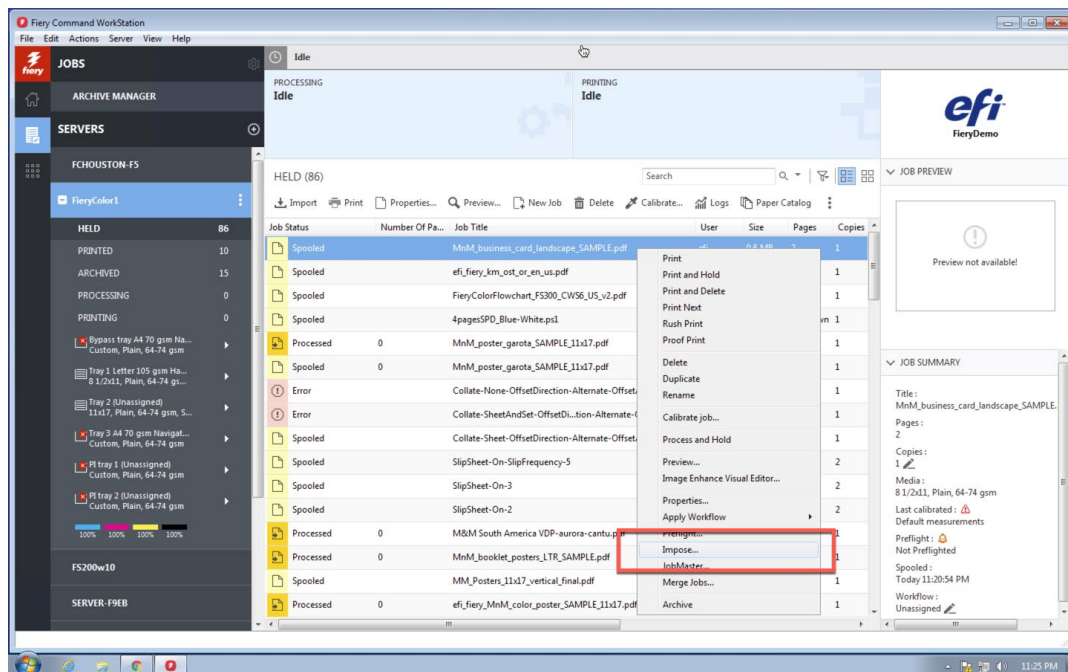 Fiery Command WorkStation
File Edit Actions Server View Help
fiery
JOBS
Idle
ARCHIVE MANAGER
SERVERS
FCHOUSTON-F5
FieryColor1
HELD 86
PRINTED 10
ARCHIVED 15
PROCESSING 0
PRINTING 0
Bypass tray A4 70 gsm Na...
Custom, Plain, 64-74 gsm
Tray 1 Letter 105 gsm Ha...
8 1/2x11, Plain, 64-74 gs...
Tray 2 (Unassigned)
11x17, Plain, 64-74 gsm, S...
Tray 3 A4 70 gsm Navigat...
Custom, Plain, 64-74 gsm
PI tray 1 (Unassigned)
Custom, Plain, 64-74 gsm
PI tray 2 (Unassigned)
Custom, Plain, 64-74 gsm
100% 100% 100% 100%
FS200w10
SERVER-F9EB
PROCESSING
Idle
PRINTING
Idle
HELD (86)
Search
Import Print Properties... Preview... New Job Delete Calibrate... Logs Paper Catalog
Job Status Number Of Pa... Job Title User Size Pages Copies
Spooled MnM_business_card_landscape_SAMPLE.pdf efi 0.6 MB 2 1
Spooled efi_fiery_km_ost_or_en_us.pdf 1
Spooled FieryColorFlowchart_FS300_CWS6_US_v2.pdf 1
Spooled 4pagesSPD_Blue-White.ps1 wn 1
Processed 0 MnM_poster_garota_SAMPLE_11x17.pdf 1
Spooled 0 MnM_poster_garota_SAMPLE_11x17.pdf 1
Error Collate-None-OffsetDirection-Alternate-Offset 1
Error Collate-SheetAndSet-OffsetDi...tion-Alternate- 1
Spooled Collate-Sheet-OffsetDirection-Alternate-Offset 1
Spooled SlipSheet-On-SlipFrequency-5 2
Spooled SlipSheet-On-3 2
Spooled SlipSheet-On-2 2
Processed 0 M&M South America VDP-aurora-cantu.pdf 1
Processed 0 MnM_booklet_posters_LTR_SAMPLE.pdf 1
Spooled MM_Posters_11x17_vertical_final.pdf 1
Processed 0 efi_fiery_MnM_color_poster_SAMPLE_11x17.pdf 1
Print
Print and Hold
Print and Delete
Print Next
Rush Print
Proof Print
Delete
Duplicate
Rename
Calibrate job...
Process and Hold
Preview...
Image Enhance Visual Editor...
Properties...
Apply Workflow
Preflight...
Impose...
JobMaster...
Merge Jobs...
Archive
efi
FieryDemo
JOB PREVIEW
Preview not available!
JOB SUMMARY
Title :
MnM_business_card_landscape_SAMPLE.
Pages :
2
Copies :
1
Media :
8 1/2x11, Plain, 64-74 gsm
Last calibrated :
Default measurements
Preflight :
Not Preflighted
Spooled :
Today 11:20:54 PM
Workflow :
Unassigned
11:25 PM